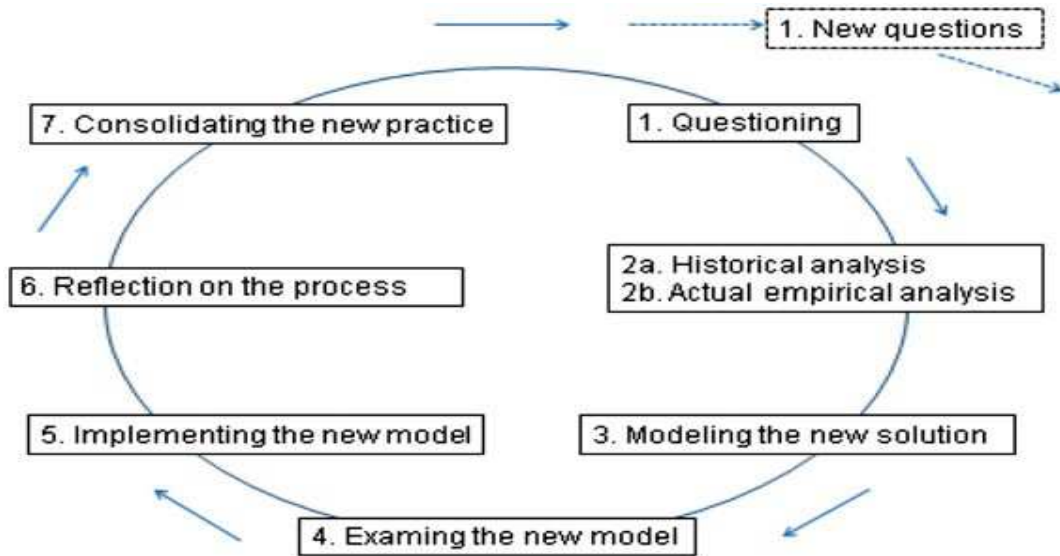 1. New questions
7. Consolidating the new practice
1. Questioning
2a. Historical analysis
2b. Actual empirical analysis
6. Reflection on the process
5. Implementing the new model
3. Modeling the new solution
4. Examing the new model